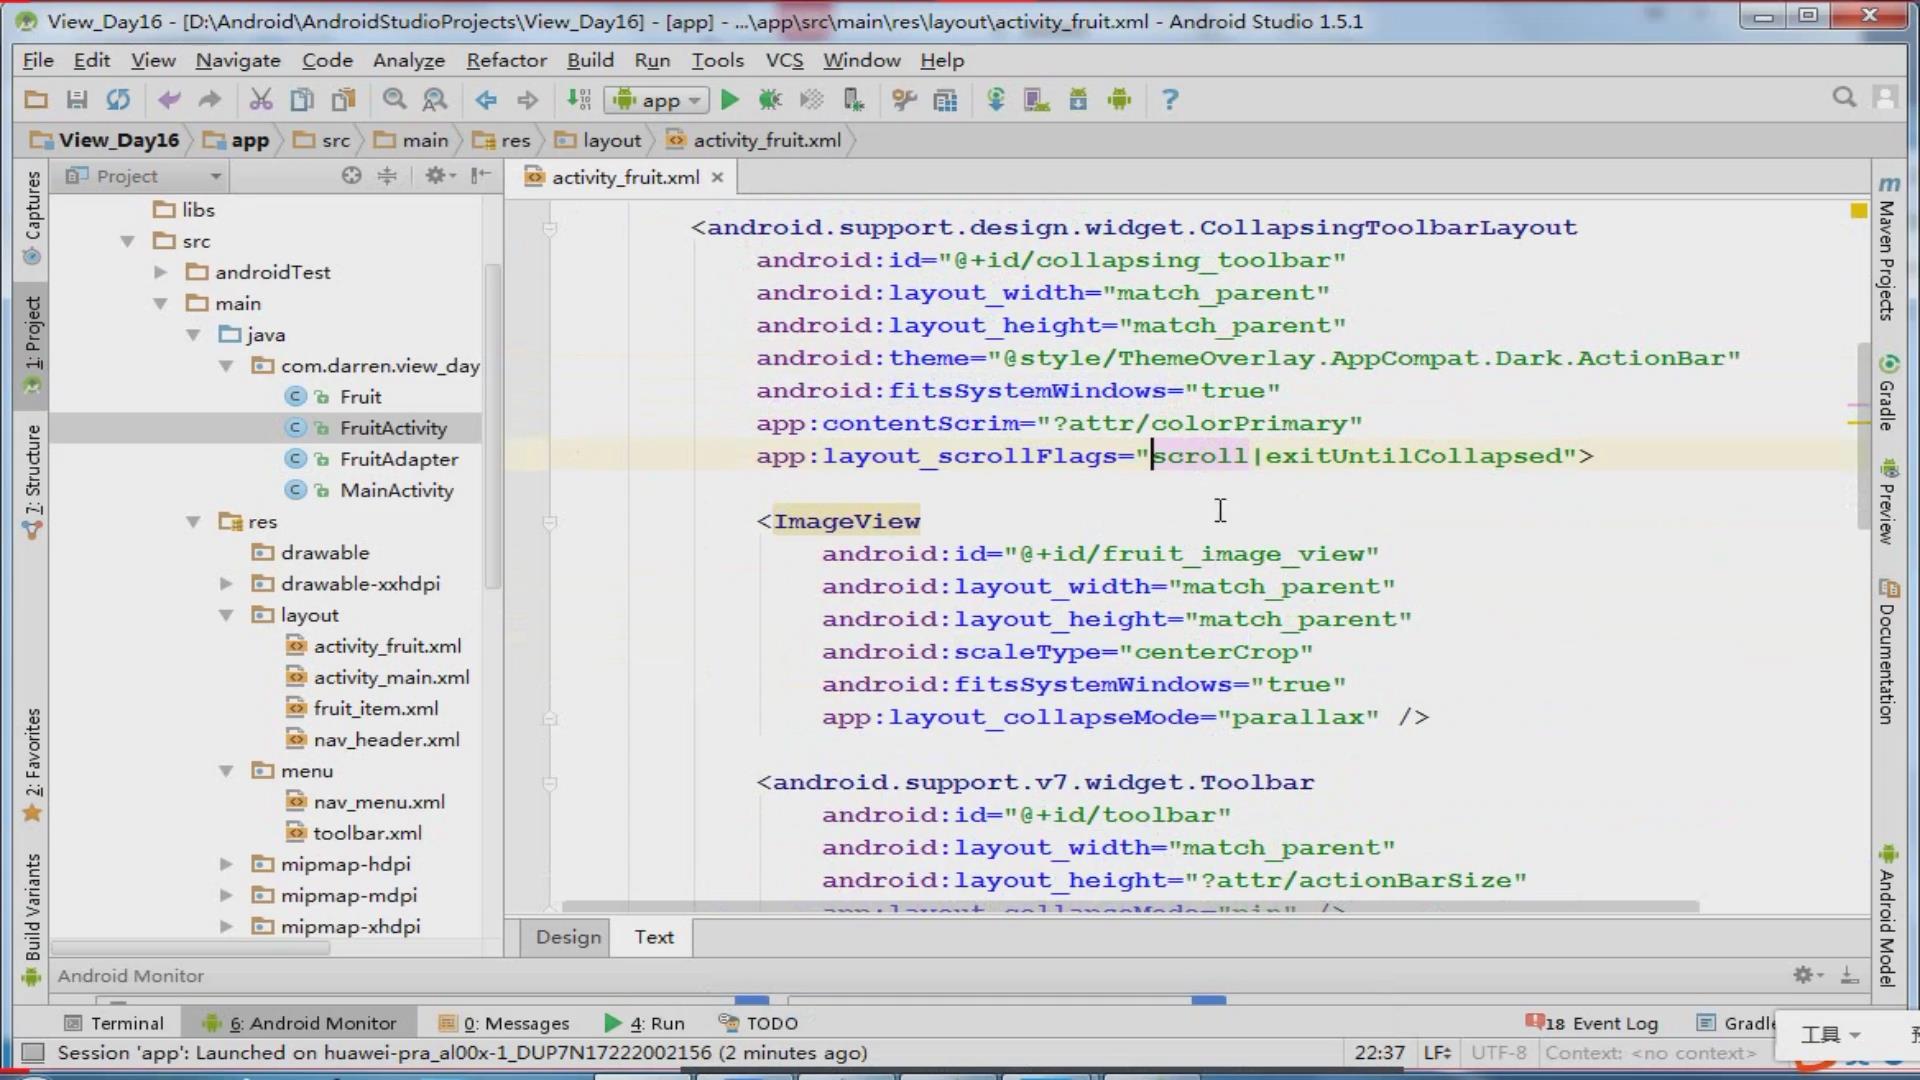 View_Day16 - [D:\Android\AndroidStudioProjects\View_Day16] - [app] - ...\app\src\main\res\layout\activity_fruit.xml - Android Studio 1.5.1
File Edit View Navigate Code Analyze Refactor Build Run Tools VCS Window Help
app
View_Day16 app src main res layout activity_fruit.xml
Project
activity_fruit.xml
Captures
1: Project
7: Structure
2: Favorites
Build Variants
libs
src
androidTest
main
java
com.darren.view_day
Fruit
FruitActivity
FruitAdapter
MainActivity
res
drawable
drawable-xxhdpi
layout
activity_fruit.xml
activity_main.xml
fruit_item.xml
nav_header.xml
menu
nav_menu.xml
toolbar.xml
mipmap-hdpi
mipmap-mdpi
mipmap-xhdpi
<android.support.design.widget.CollapsingToolbarLayout
android:id="@+id/collapsing_toolbar"
android:layout_width="match_parent"
android:layout_height="match_parent"
android:theme="@style/ThemeOverlay.AppCompat.Dark.ActionBar"
android:fitsSystemWindows="true"
app:contentScrim="?attr/colorPrimary"
app:layout_scrollFlags="scroll|exitUntilCollapsed">
<ImageView
android:id="@+id/fruit_image_view"
android:layout_width="match_parent"
android:layout_height="match_parent"
android:scaleType="centerCrop"
android:fitsSystemWindows="true"
app:layout_collapseMode="parallax" />
<android.support.v7.widget.Toolbar
android:id="@+id/toolbar"
android:layout_width="match_parent"
android:layout_height="?attr/actionBarSize"
app:layout_collapseMode="pin" />
Maven Projects
Gradle
Preview
Documentation
Android Model
Design Text
Android Monitor
Terminal 6: Android Monitor 0: Messages 4: Run TODO 18 Event Log Gradle
工具
Session 'app': Launched on huawei-pra_al00x-1_DUP7N17222002156 (2 minutes ago) 22:37 LF UTF-8 Context: <no context>